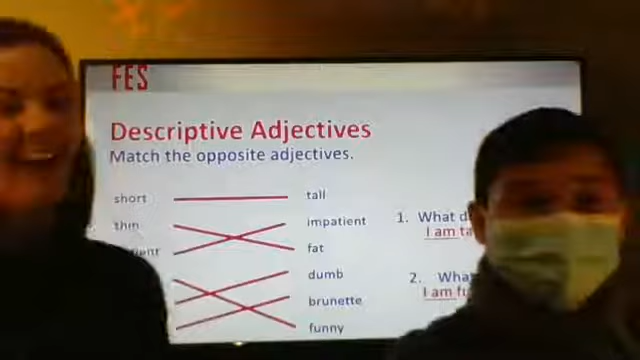 FES
Descriptive Adjectives
Match the opposite adjectives.
short tall
thin impatient
fat
dumb
brunette
funny
1. What
I am
2. What
I am